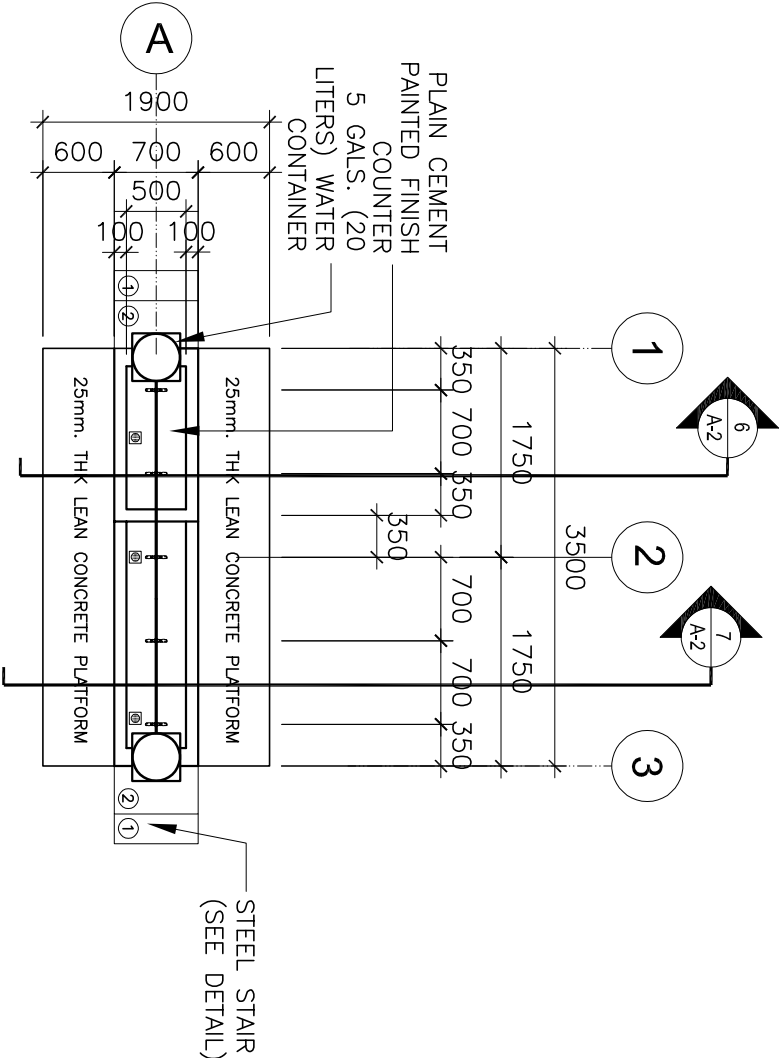 A
1900
600
700
600
500
100
100
PLAIN CEMENT
PAINTED FINISH
COUNTER
5 GALS. (20
LITERS) WATER
CONTAINER
1
2
1
2
3
6
A-2
7
A-2
350
700
350
350
700
700
350
1750
1750
3500
25mm. THK LEAN CONCRETE PLATFORM
25mm. THK LEAN CONCRETE PLATFORM
2
1
STEEL STAIR
(SEE DETAIL)